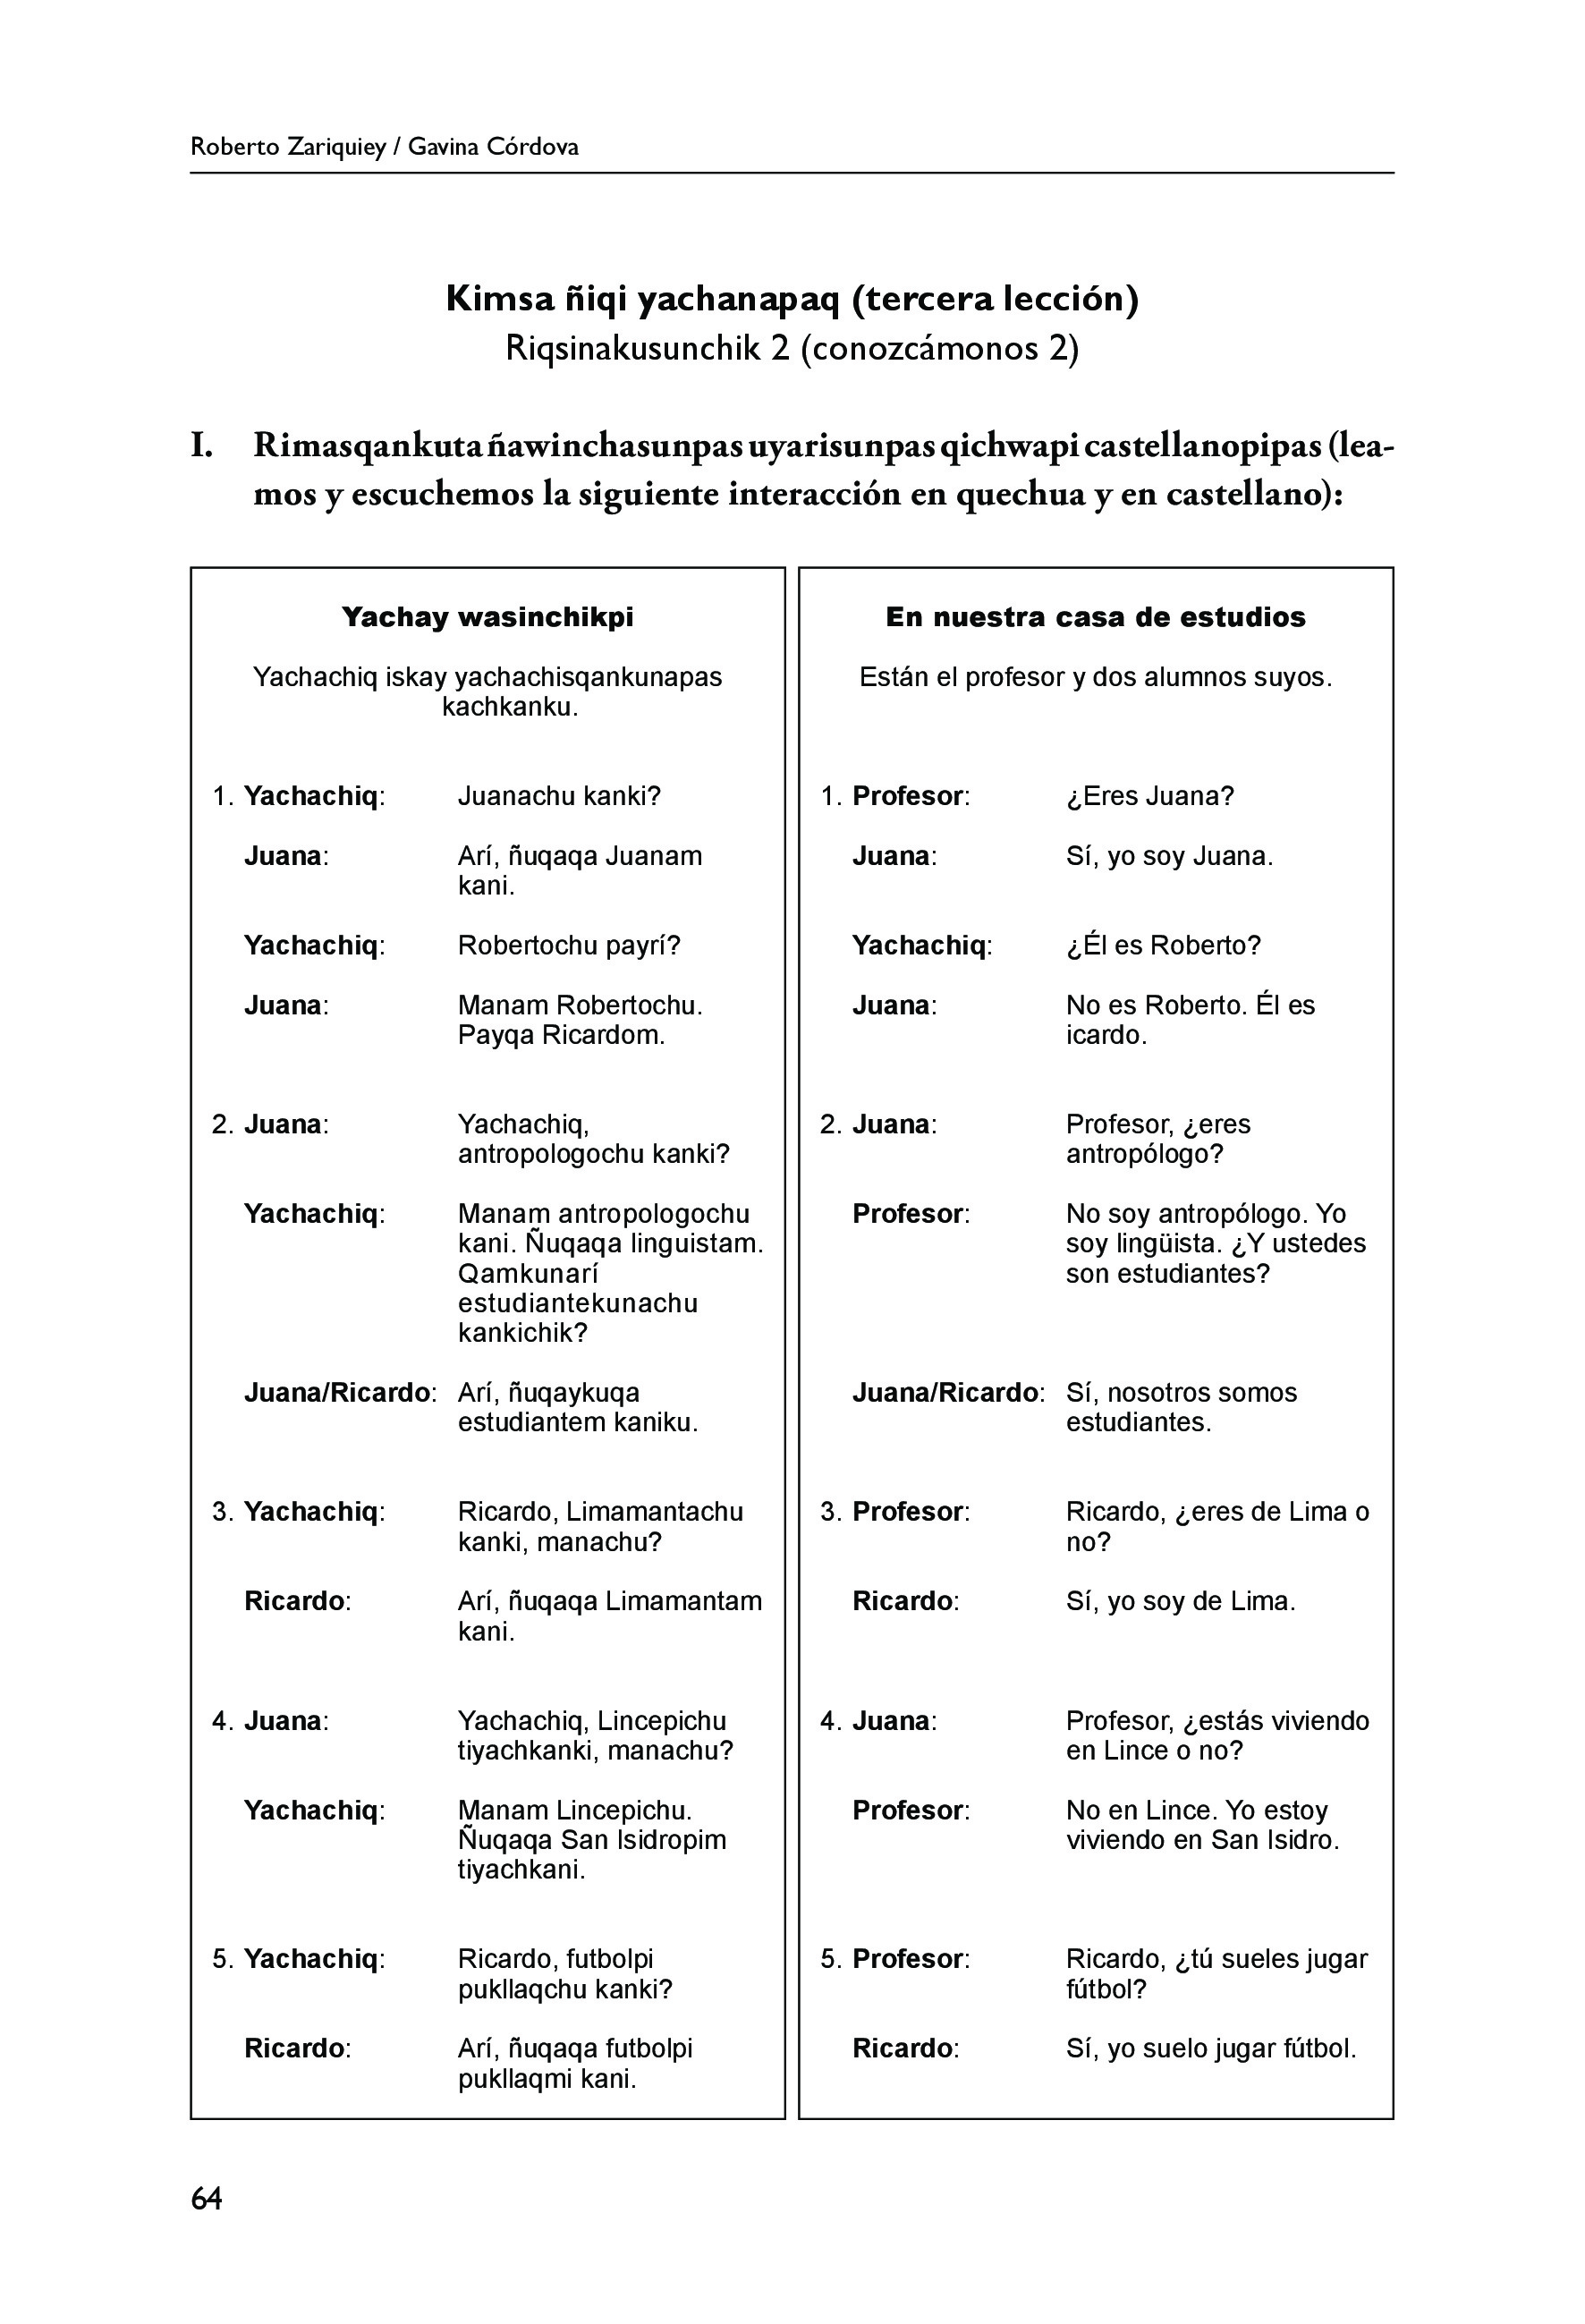 Roberto Zariquiey / Gavina Córdova
Kimsa ñiqi yachanapaq (tercera lección)
Riqsinakusunchik 2 (conozcámonos 2)
I. Rimasqankuta ñawinchasunpas uyarisunpas qichwapi castellanopipas (lea-
mos y escuchemos la siguiente interacción en quechua y en castellano):
Yachay wasinchikpi
Yachachiq iskay yachachisqankunapas
kachkanku.
1. Yachachiq: Juanachu kanki?
Juana: Arí, ñuqaqa Juanam
kani.
Yachachiq: Robertochu payrí?
Juana: Manam Robertochu.
Payqa Ricardom.
2. Juana: Yachachiq,
antropologochu kanki?
Yachachiq: Manam antropologochu
kani. Ñuqaqa linguistam.
Qamkunarí
estudiantekunachu
kankichik?
Juana/Ricardo: Arí, ñuqaykuqa
estudiantem kaniku.
3. Yachachiq: Ricardo, Limamantachu
kanki, manachu?
Ricardo: Arí, ñuqaqa Limamantam
kani.
4. Juana: Yachachiq, Lincepichu
tiyachkanki, manachu?
Yachachiq: Manam Lincepichu.
Ñuqaqa San Isidropim
tiyachkani.
5. Yachachiq: Ricardo, futbolpi
pukllaqchu kanki?
Ricardo: Arí, ñuqaqa futbolpi
pukllaqmi kani.
En nuestra casa de estudios
Están el profesor y dos alumnos suyos.
1. Profesor: ¿Eres Juana?
Juana: Sí, yo soy Juana.
Yachachiq: ¿Él es Roberto?
Juana: No es Roberto. Él es
icardo.
2. Juana: Profesor, ¿eres
antropólogo?
Profesor: No soy antropólogo. Yo
soy lingüista. ¿Y ustedes
son estudiantes?
Juana/Ricardo: Sí, nosotros somos
estudiantes.
3. Profesor: Ricardo, ¿eres de Lima o
no?
Ricardo: Sí, yo soy de Lima.
4. Juana: Profesor, ¿estás viviendo
en Lince o no?
Profesor: No en Lince. Yo estoy
viviendo en San Isidro.
5. Profesor: Ricardo, ¿tú sueles jugar
fútbol?
Ricardo: Sí, yo suelo jugar fútbol.
64